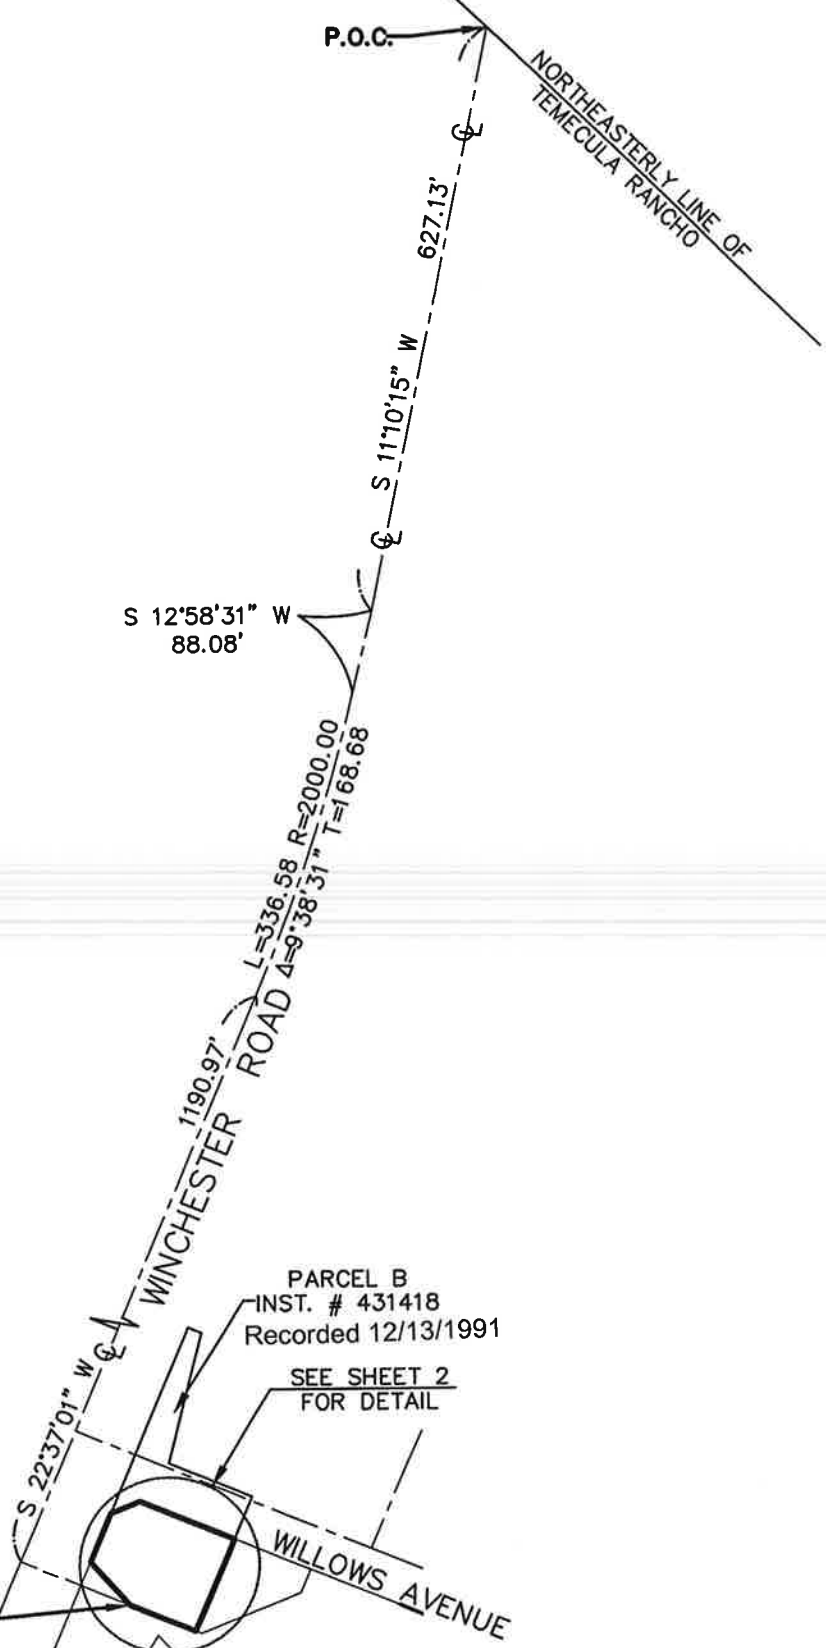 P.O.C.
NORTHEASTERLY LINE OF
TEMECULA RANCHO
℄
627.13'
S 11°10'15" W
℄
S 12°58'31" W
88.08'
L=336.58 R=2000.00
Δ=9°38'31" T=168.68
1190.97'
WINCHESTER ROAD
PARCEL B
INST. # 431418
Recorded 12/13/1991
℄
SEE SHEET 2
FOR DETAIL
S 22°37'01" W
WILLOWS AVENUE